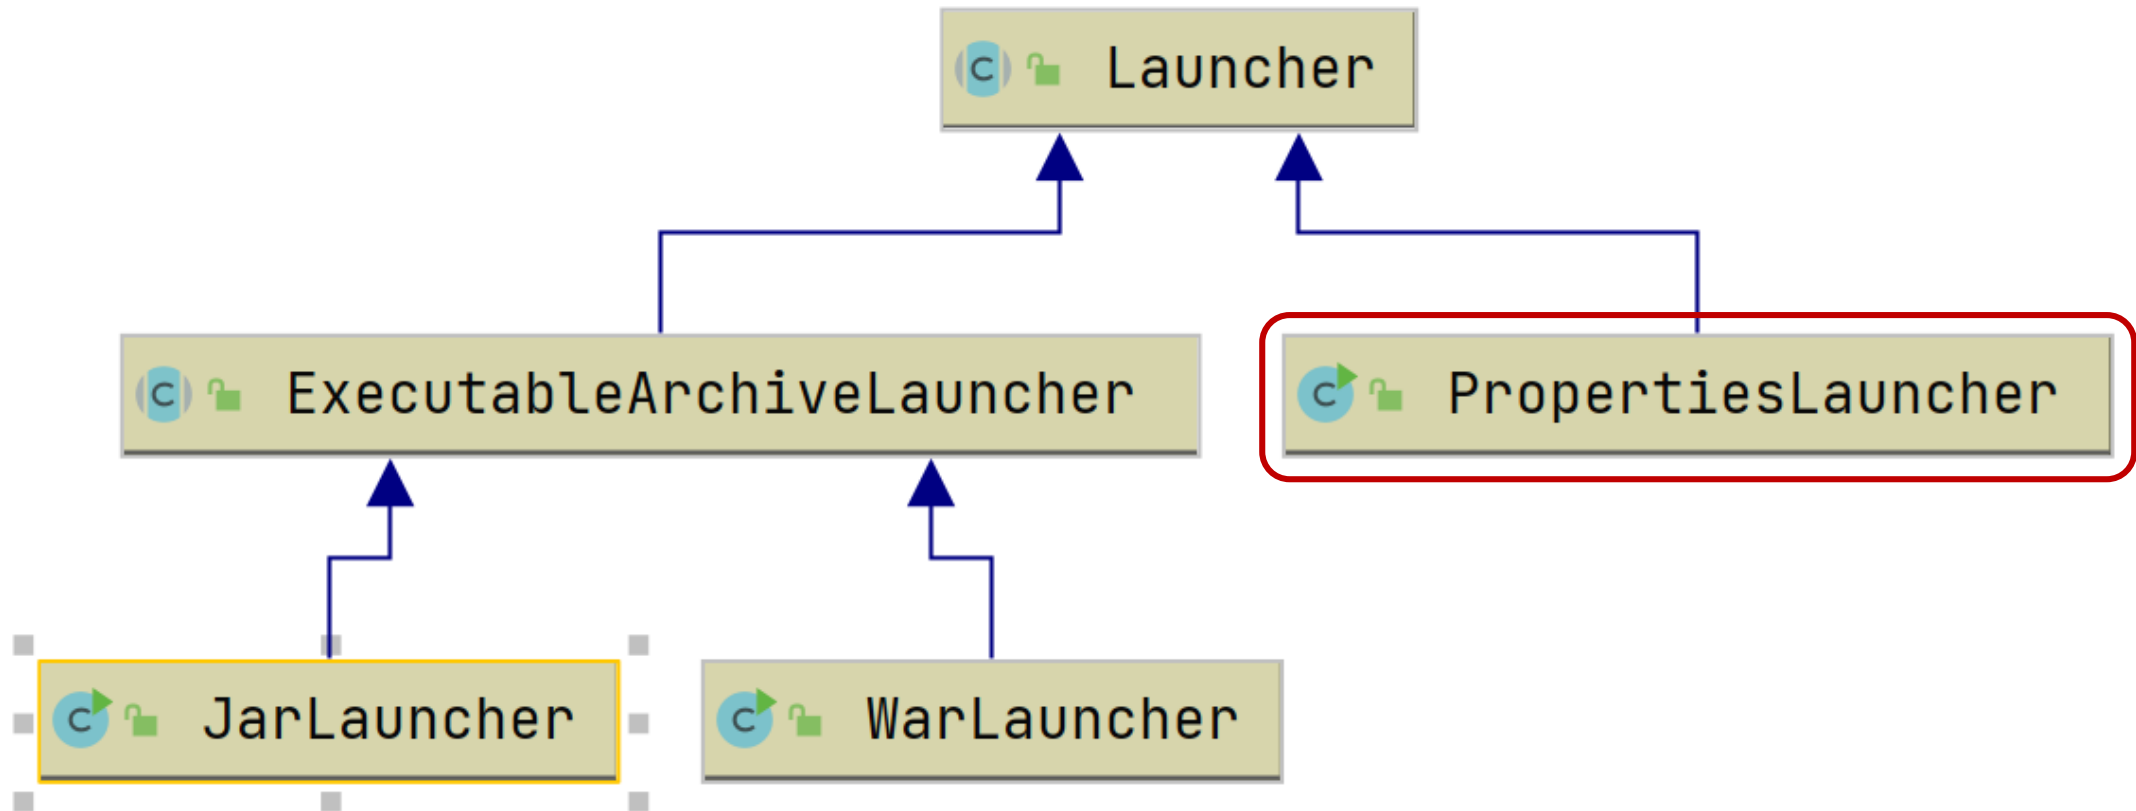 C Launcher
C ExecutableArchiveLauncher
C PropertiesLauncher
C JarLauncher
C WarLauncher